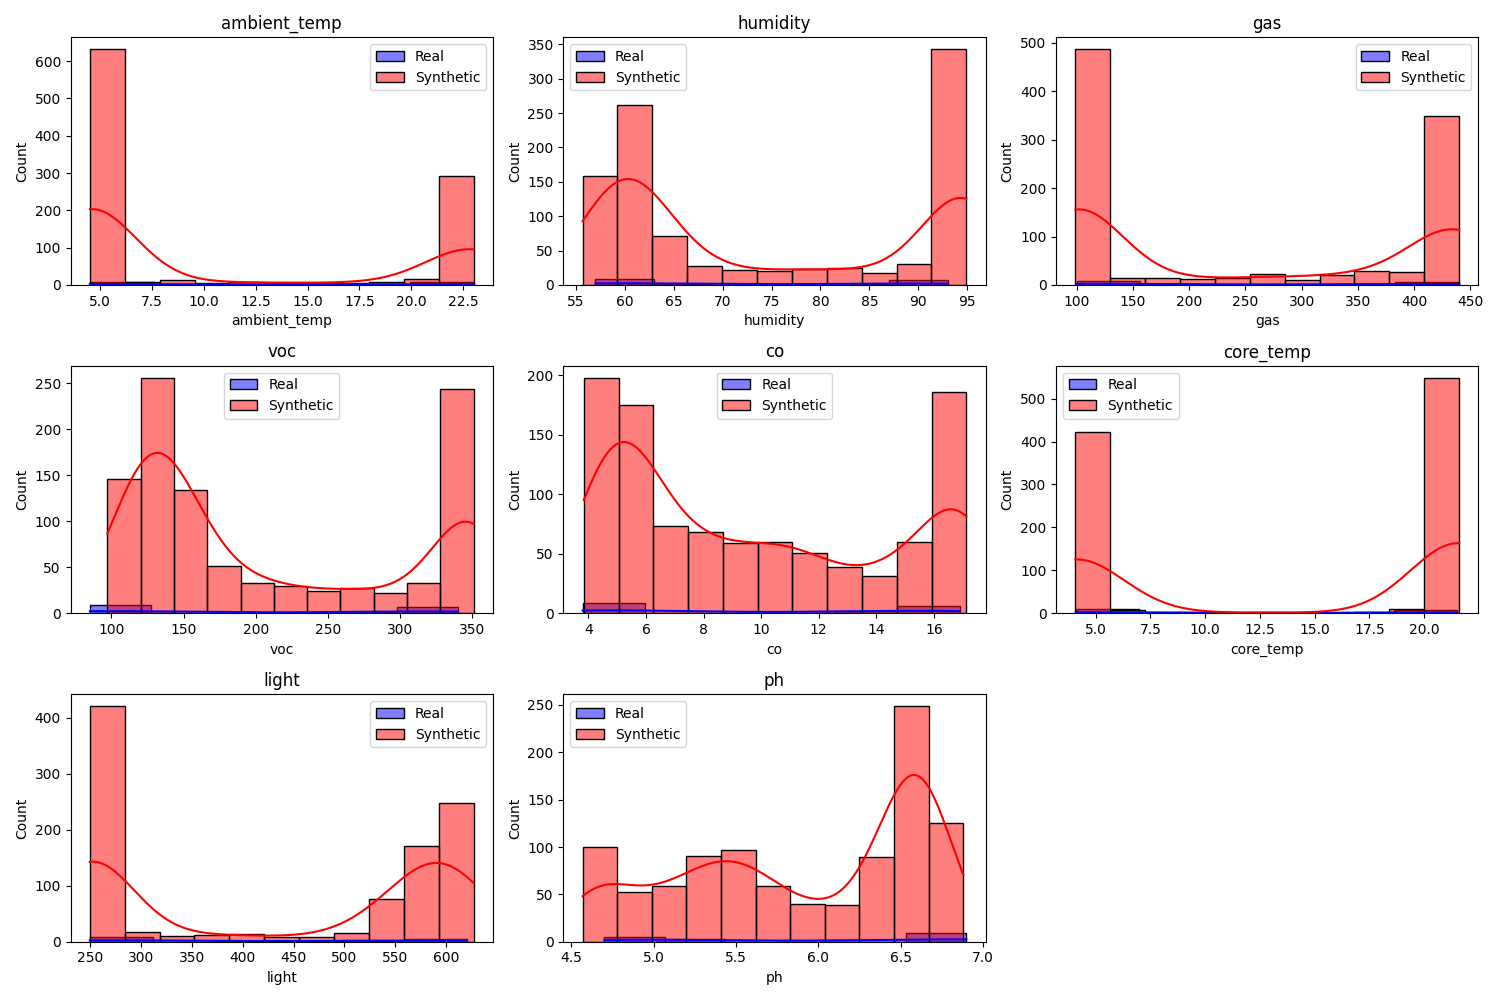 ambient_temp
Count
600
500
400
300
200
100
0
Real
Synthetic
5.0 7.5 10.0 12.5 15.0 17.5 20.0 22.5
ambient_temp
humidity
Count
350
300
250
200
150
100
50
0
Real
Synthetic
55 60 65 70 75 80 85 90 95
humidity
gas
Count
500
400
300
200
100
0
Real
Synthetic
100 150 200 250 300 350 400 450
gas
voc
Count
250
200
150
100
50
0
Real
Synthetic
100 150 200 250 300 350
voc
co
Count
200
150
100
50
0
Real
Synthetic
4 6 8 10 12 14 16
co
core_temp
Count
500
400
300
200
100
0
Real
Synthetic
5.0 7.5 10.0 12.5 15.0 17.5 20.0
core_temp
light
Count
400
300
200
100
0
Real
Synthetic
250 300 350 400 450 500 550 600
light
ph
Count
250
200
150
100
50
0
Real
Synthetic
4.5 5.0 5.5 6.0 6.5 7.0
ph